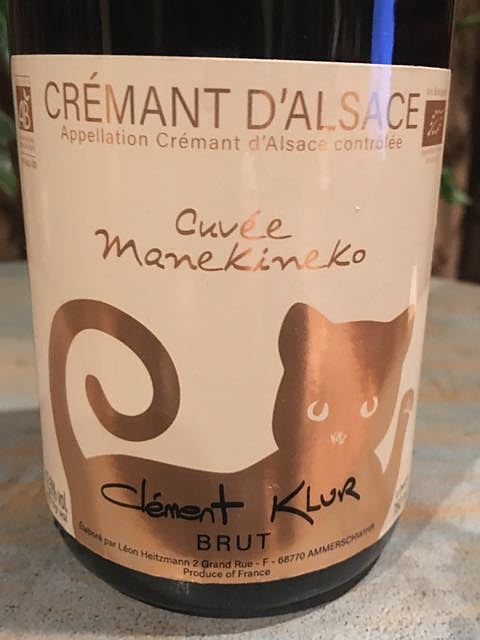 CRÉMANT D'ALSACE
Appellation Crémant d'Alsace contrôlée
Cuvée
Manekineko
Clément KLUR
BRUT
Élaboré par Léon Heitzmann 2 Grand Rue - F - 68770 AMMERSCHWIHR
Produce of France